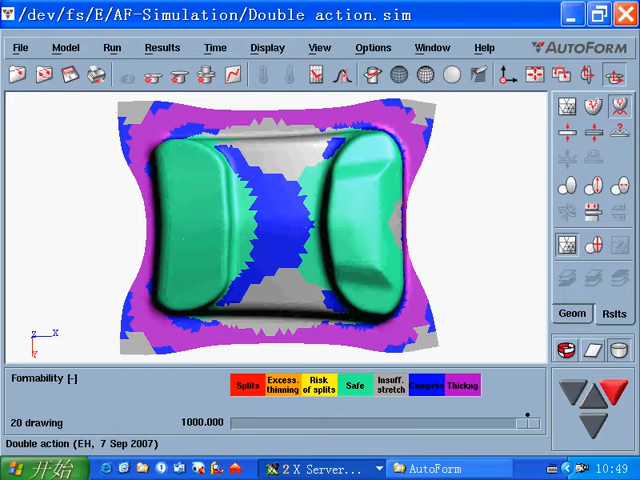 /dev/fs/E/AF-Simulation/Double action.sim
File Model Run Results Time Display View Options Window Help AUTOFORM
Z X
Y
Geom Rslts
Formability [-]
Splits Excess. thinning Risk of splits Safe Insuff. stretch Compress Thickng
20 drawing 1000.000
Double action (EH, 7 Sep 2007)
开始 2 X Server... AutoForm 10:49